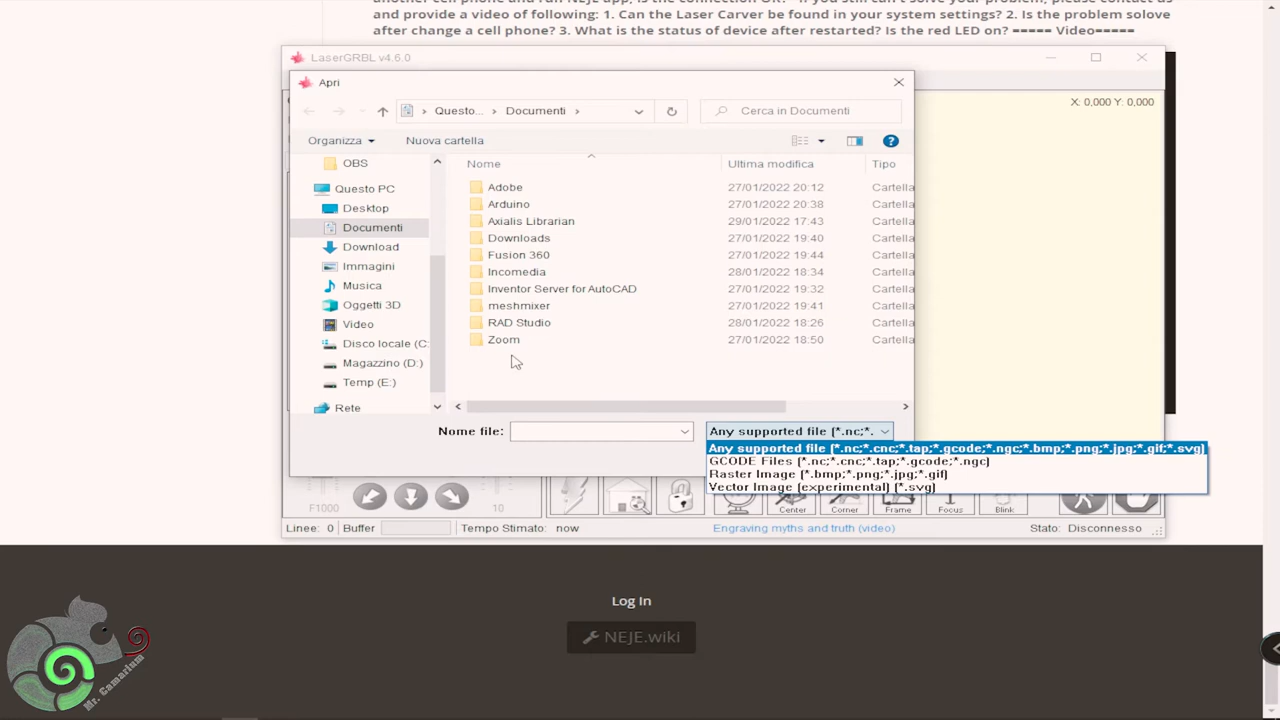 another cell phone and run NEJE app, is the connection OK? If you still can't solve your problem, please contact us
and provide a video of following: 1. Can the Laser Carver be found in your system settings? 2. Is the problem solove
after change a cell phone? 3. What is the status of device after restarted? Is the red LED on? ===== Video=====
LaserGRBL v4.6.0
Apri
X: 0,000 Y: 0,000
Questo... > Documenti >
Cerca in Documenti
Organizza
Nuova cartella
?
OBS
Questo PC
Desktop
Documenti
Download
Immagini
Musica
Oggetti 3D
Video
Disco locale (C:
Magazzino (D:)
Temp (E:)
Rete
Nome Ultima modifica Tipo
Adobe 27/01/2022 20:12 Cartella
Arduino 27/01/2022 20:38 Cartella
Axialis Librarian 29/01/2022 17:43 Cartella
Downloads 27/01/2022 19:40 Cartella
Fusion 360 27/01/2022 19:44 Cartella
Incomedia 28/01/2022 18:34 Cartella
Inventor Server for AutoCAD 27/01/2022 19:32 Cartella
meshmixer 27/01/2022 19:41 Cartella
RAD Studio 28/01/2022 18:26 Cartella
Zoom 27/01/2022 18:50 Cartella
Nome file:
Any supported file (*.nc;*.
Any supported file (*.nc;*.cnc;*.tap;*.gcode;*.ngc;*.bmp;*.png;*.jpg;*.gif;*.svg)
GCODE Files (*.nc;*.cnc;*.tap;*.gcode;*.ngc)
Raster Image (*.bmp;*.png;*.jpg;*.gif)
Vector Image (experimental) (*.svg)
F1000 10 Center Corner Frame Focus Blink
Linee: 0 Buffer Tempo Stimato: now Engraving myths and truth (video) Stato: Disconnesso
Log In
NEJE.wiki
Mr. Camarium